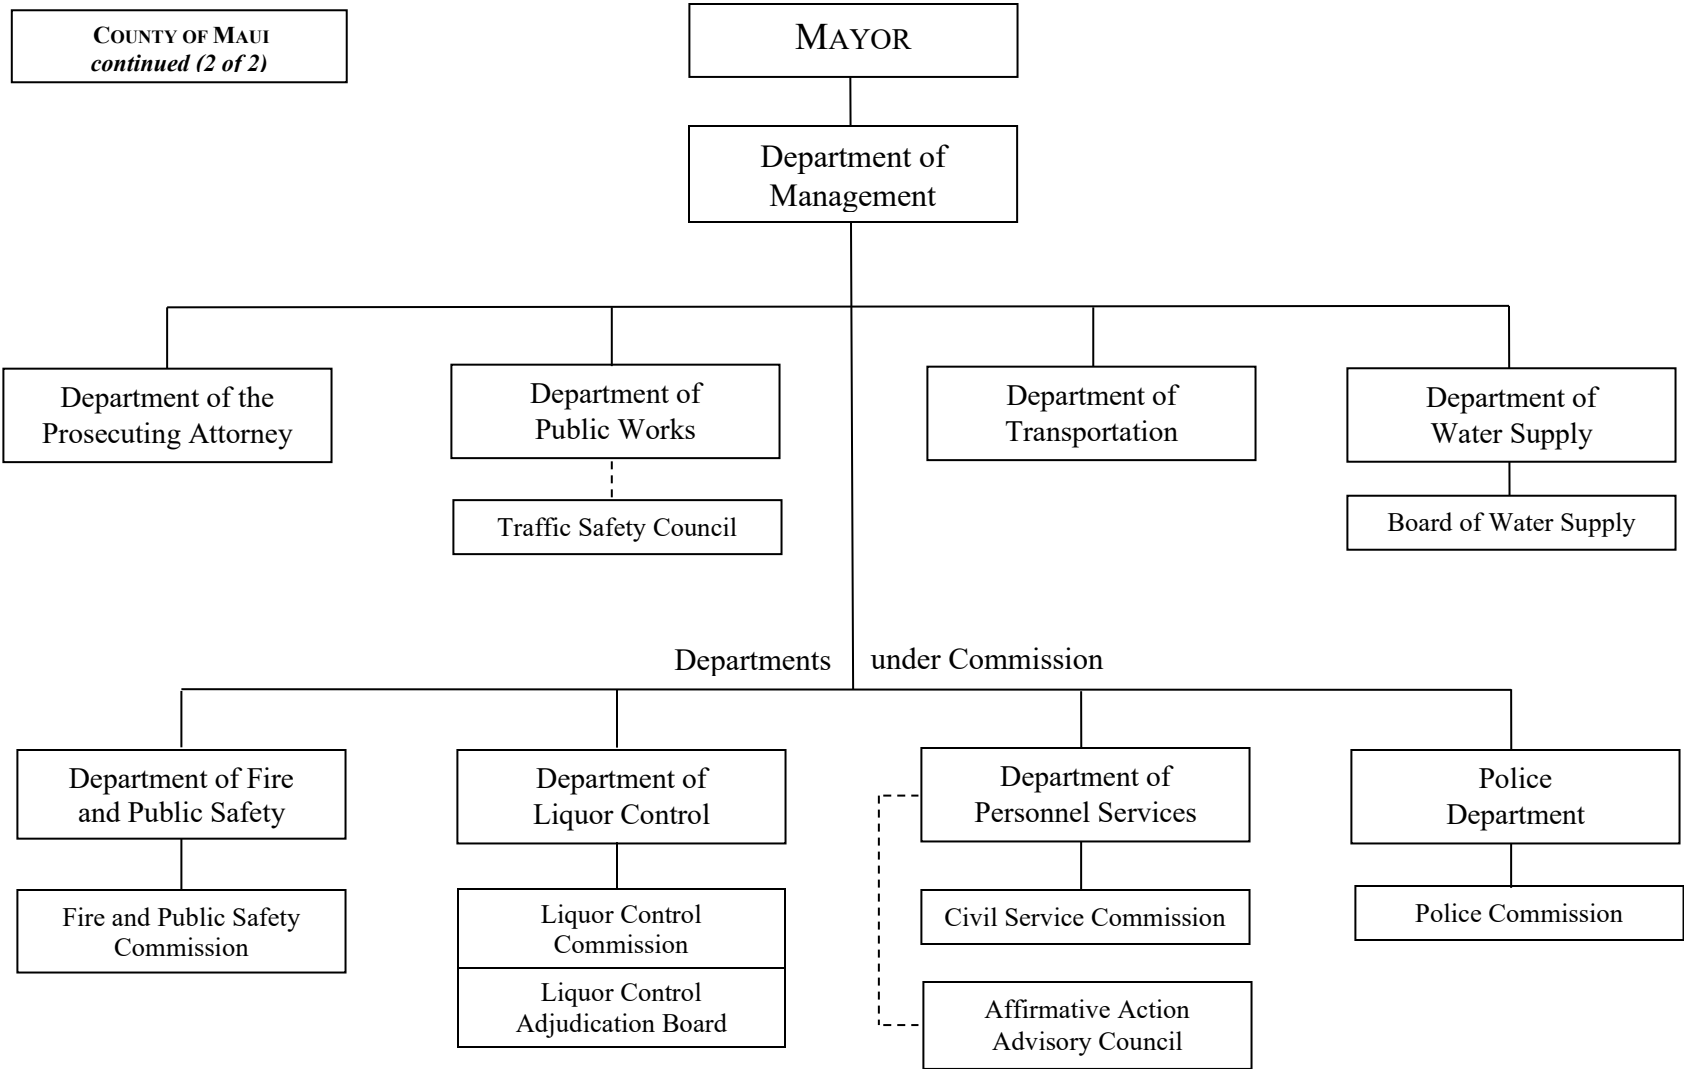 COUNTY OF MAUI
continued (2 of 2)
MAYOR
Department of
Management
Department of the
Prosecuting Attorney
Department of
Public Works
Department of
Transportation
Department of
Water Supply
Traffic Safety Council
Board of Water Supply
Departments under Commission
Department of Fire
and Public Safety
Department of
Liquor Control
Department of
Personnel Services
Police
Department
Fire and Public Safety
Commission
Liquor Control
Commission
Liquor Control
Adjudication Board
Civil Service Commission
Affirmative Action
Advisory Council
Police Commission